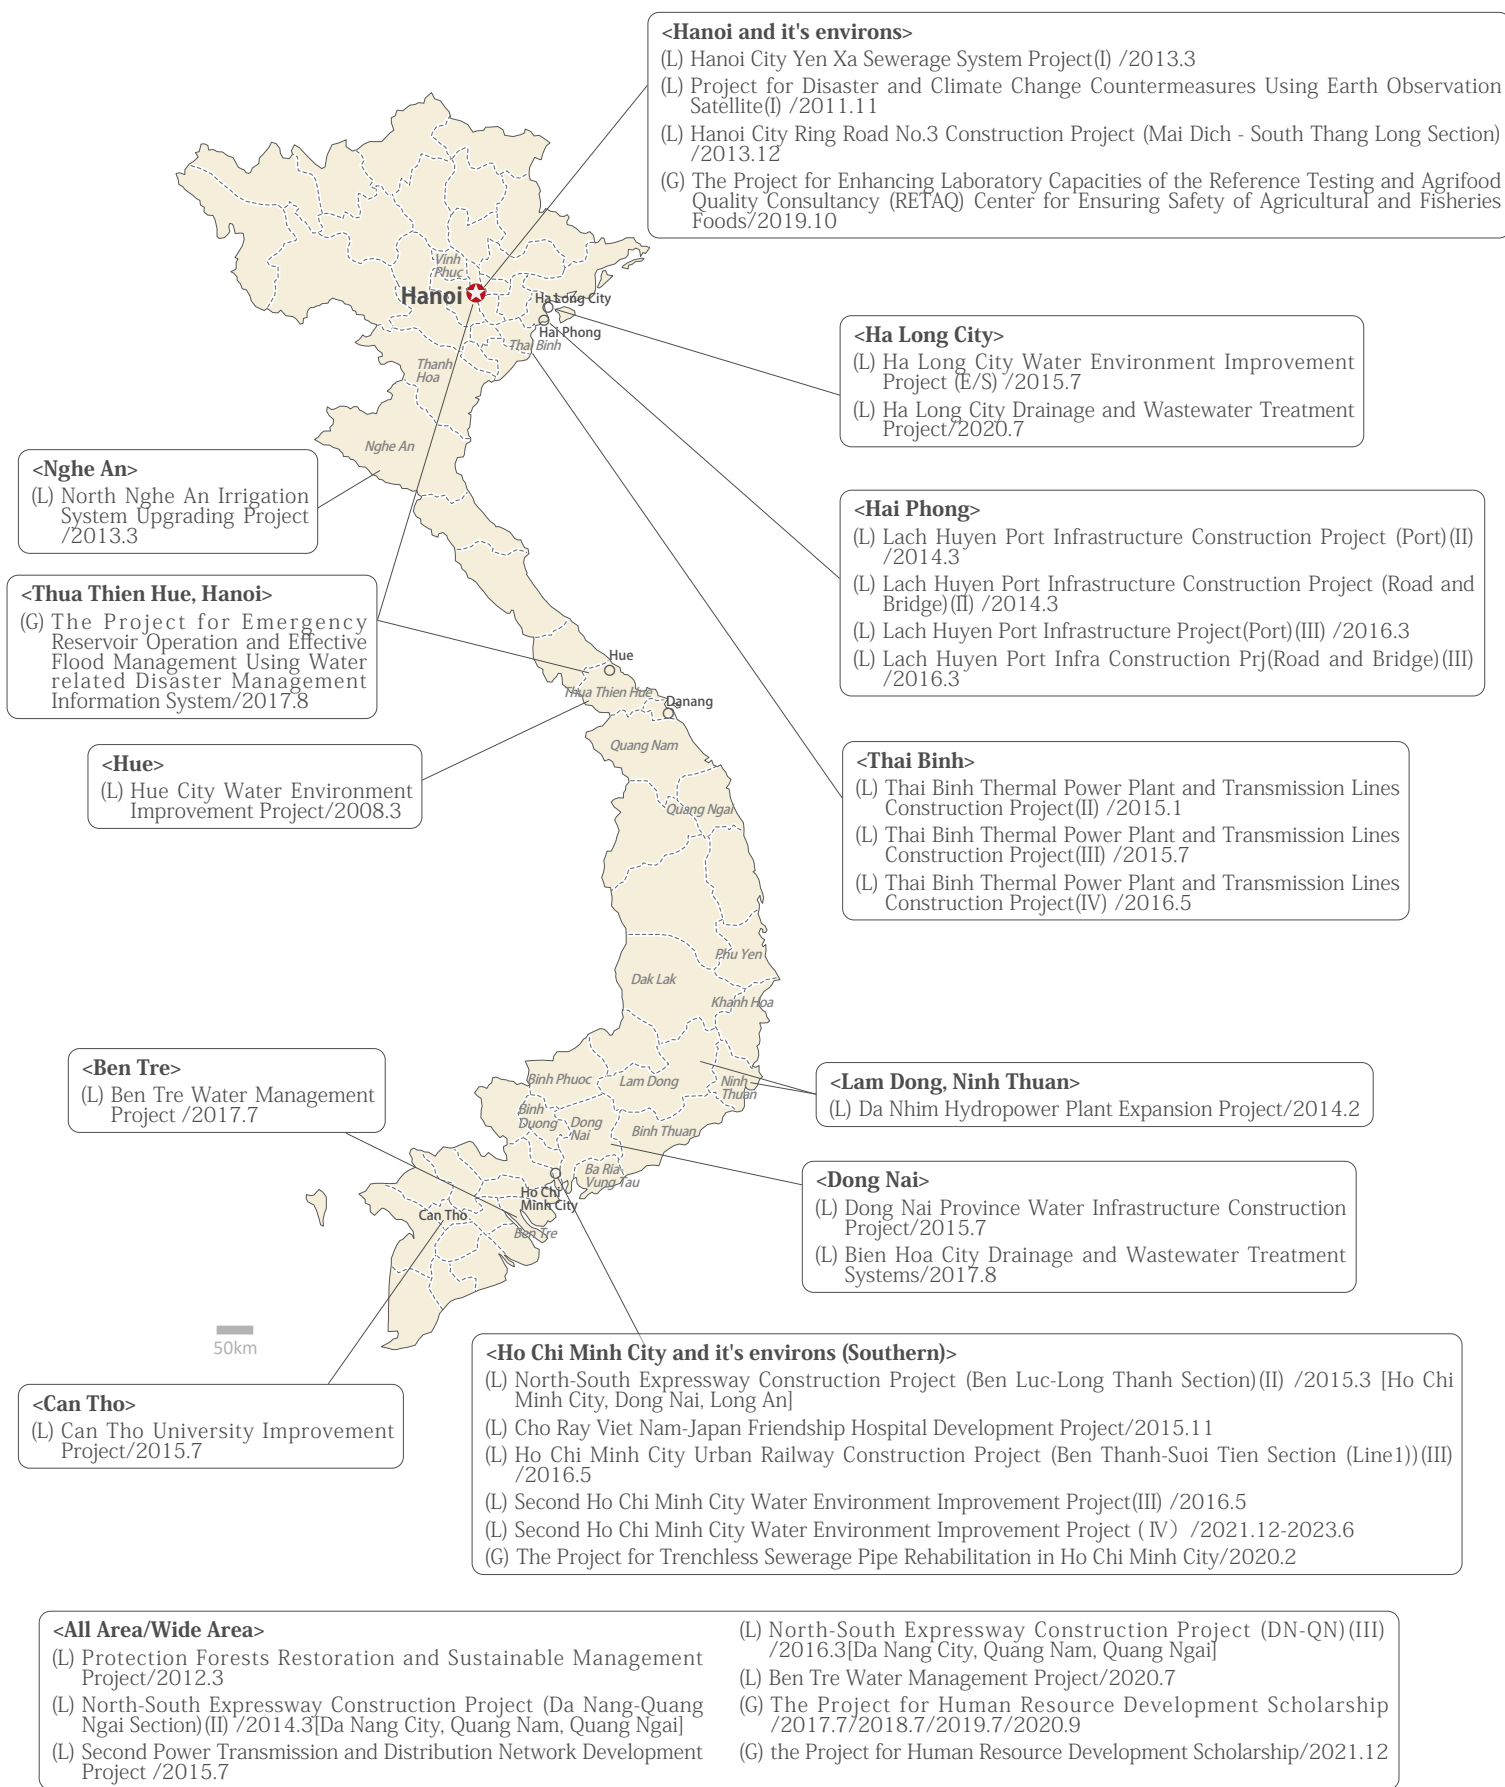 <Hanoi and it's environs>
(L) Hanoi City Yen Xa Sewerage System Project(I) /2013.3
(L) Project for Disaster and Climate Change Countermeasures Using Earth Observation
Satellite(I) /2011.11
(L) Hanoi City Ring Road No.3 Construction Project (Mai Dich - South Thang Long Section)
/2013.12
(G) The Project for Enhancing Laboratory Capacities of the Reference Testing and Agrifood
Quality Consultancy (RETAQ) Center for Ensuring Safety of Agricultural and Fisheries
Foods/2019.10
Vinh
Phuc
Hanoi
Ha Long City
Hai Phong
Thai Binh
Thanh
Hoa
Nghe An
<Ha Long City>
(L) Ha Long City Water Environment Improvement
Project (E/S) /2015.7
(L) Ha Long City Drainage and Wastewater Treatment
Project/2020.7
<Nghe An>
(L) North Nghe An Irrigation
System Upgrading Project
/2013.3
<Hai Phong>
(L) Lach Huyen Port Infrastructure Construction Project (Port)(II)
/2014.3
(L) Lach Huyen Port Infrastructure Construction Project (Road and
Bridge)(II) /2014.3
(L) Lach Huyen Port Infrastructure Project(Port)(III) /2016.3
(L) Lach Huyen Port Infra Construction Prj(Road and Bridge)(III)
/2016.3
<Thua Thien Hue, Hanoi>
(G) The Project for Emergency
Reservoir Operation and Effective
Flood Management Using Water
related Disaster Management
Information System/2017.8
Hue
Thua Thien Hue
Danang
Quang Nam
Quang Ngai
<Hue>
(L) Hue City Water Environment
Improvement Project/2008.3
<Thai Binh>
(L) Thai Binh Thermal Power Plant and Transmission Lines
Construction Project(II) /2015.1
(L) Thai Binh Thermal Power Plant and Transmission Lines
Construction Project(III) /2015.7
(L) Thai Binh Thermal Power Plant and Transmission Lines
Construction Project(IV) /2016.5
Phu Yen
Dak Lak
Khanh Hoa
<Ben Tre>
(L) Ben Tre Water Management
Project /2017.7
Binh Phuoc
Lam Dong
Ninh
Thuan
Binh
Duong
Dong
Nai
Binh Thuan
Ba Ria
Vung Tau
Ho Chi
Minh City
Can Tho
Ben Tre
<Lam Dong, Ninh Thuan>
(L) Da Nhim Hydropower Plant Expansion Project/2014.2
<Dong Nai>
(L) Dong Nai Province Water Infrastructure Construction
Project/2015.7
(L) Bien Hoa City Drainage and Wastewater Treatment
Systems/2017.8
50km
<Can Tho>
(L) Can Tho University Improvement
Project/2015.7
<Ho Chi Minh City and it's environs (Southern)>
(L) North-South Expressway Construction Project (Ben Luc-Long Thanh Section)(II) /2015.3 [Ho Chi
Minh City, Dong Nai, Long An]
(L) Cho Ray Viet Nam-Japan Friendship Hospital Development Project/2015.11
(L) Ho Chi Minh City Urban Railway Construction Project (Ben Thanh-Suoi Tien Section (Line1))(III)
/2016.5
(L) Second Ho Chi Minh City Water Environment Improvement Project(III) /2016.5
(L) Second Ho Chi Minh City Water Environment Improvement Project (Ⅳ) /2021.12-2023.6
(G) The Project for Trenchless Sewerage Pipe Rehabilitation in Ho Chi Minh City/2020.2
<All Area/Wide Area>
(L) Protection Forests Restoration and Sustainable Management
Project/2012.3
(L) North-South Expressway Construction Project (Da Nang-Quang
Ngai Section)(II) /2014.3[Da Nang City, Quang Nam, Quang Ngai]
(L) Second Power Transmission and Distribution Network Development
Project /2015.7
(L) North-South Expressway Construction Project (DN-QN)(III)
/2016.3[Da Nang City, Quang Nam, Quang Ngai]
(L) Ben Tre Water Management Project/2020.7
(G) The Project for Human Resource Development Scholarship
/2017.7/2018.7/2019.7/2020.9
(G) the Project for Human Resource Development Scholarship/2021.12